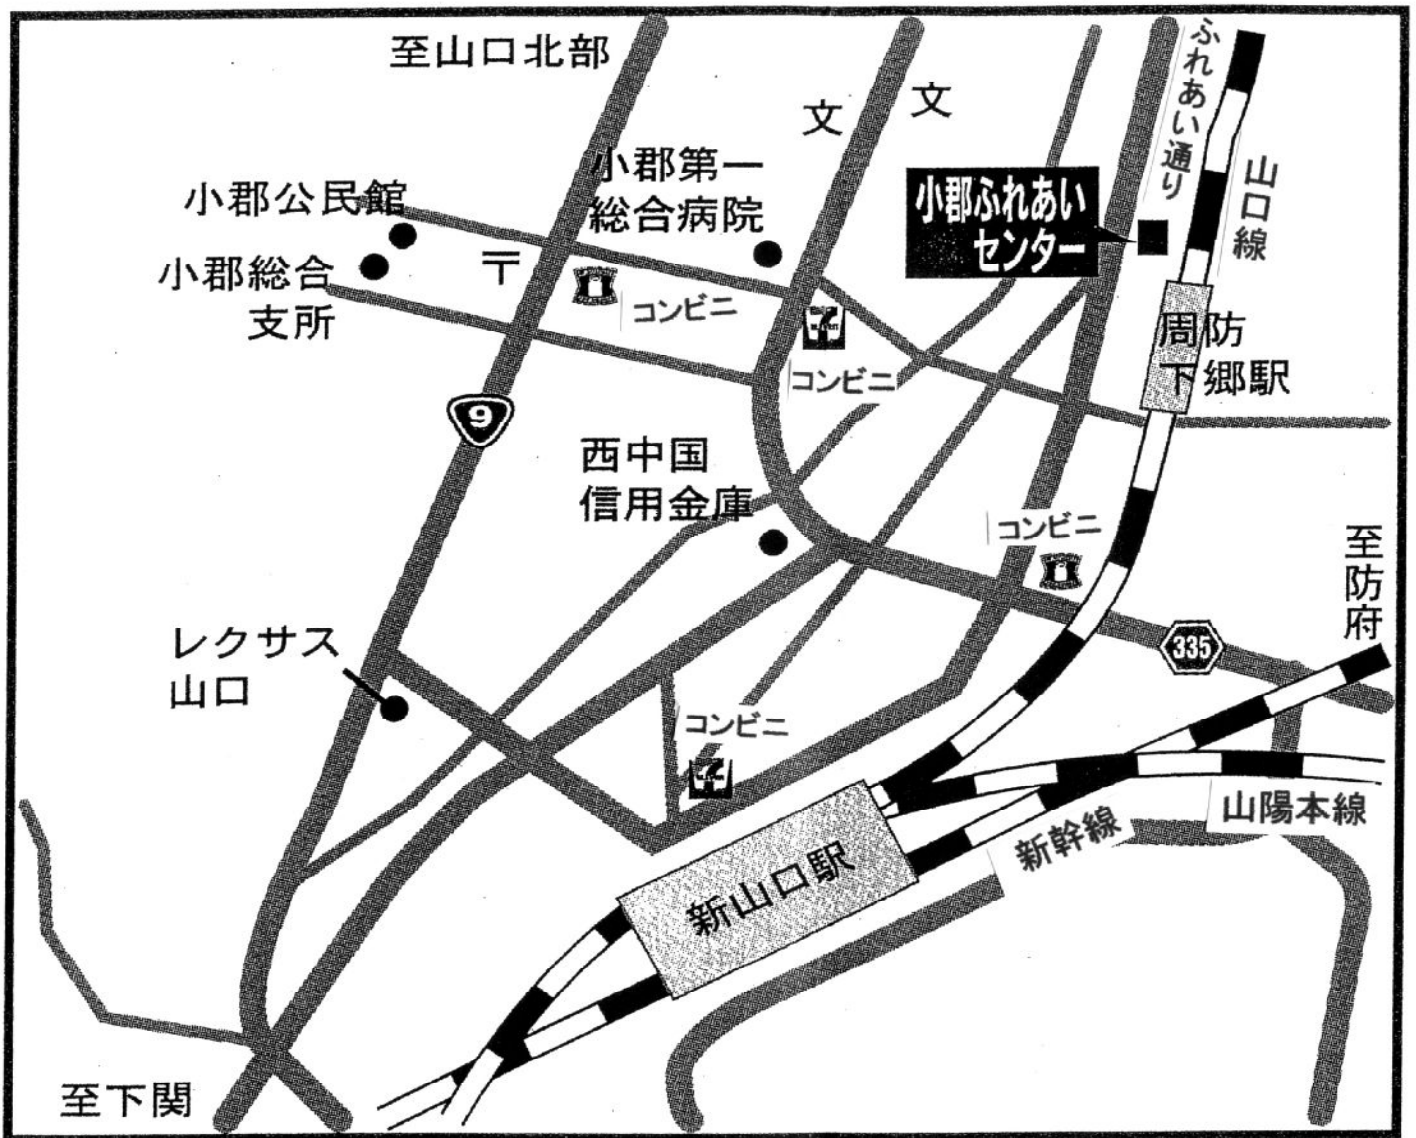 至山口北部
文
文
ふれあい通り
小郡第一
総合病院
小郡公民館
小郡ふれあい
センター
山口線
〒
小郡総合
支所
コンビニ
7
コンビニ
周防
下郷駅
9
西中国
信用金庫
コンビニ
至防府
335
レクサス
山口
コンビニ
7
山陽本線
新幹線
新山口駅
至下関